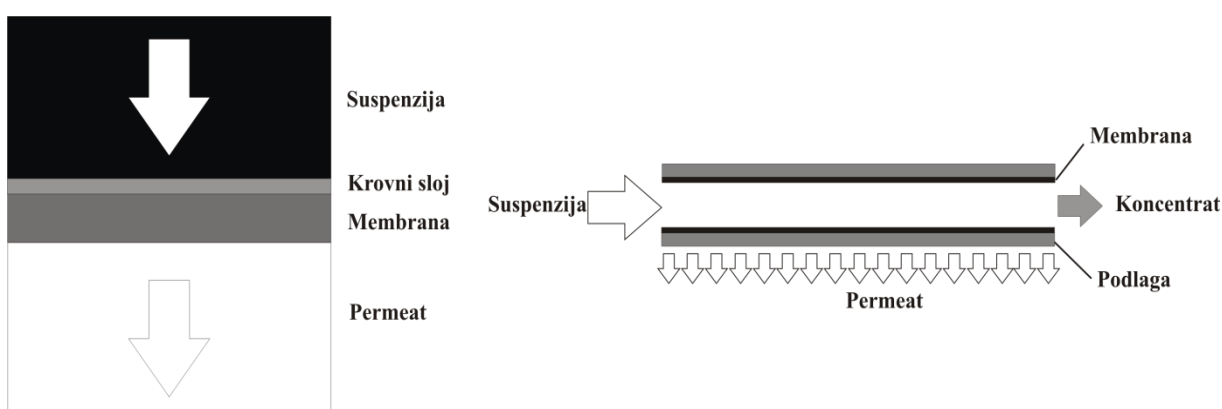 Suspenzija
Krovni sloj
Membrana
Permeat
Membrana
Suspenzija
Koncentrat
Podlaga
Permeat